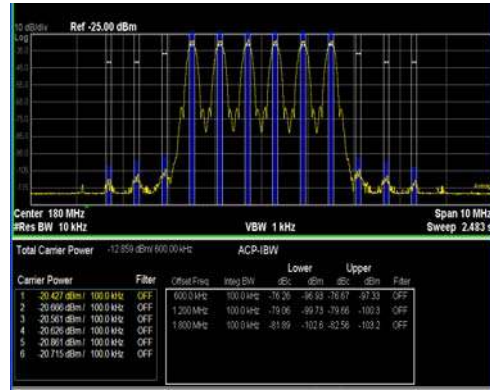 10 dB/div Ref -25.00 dBm
Log
Center 180 MHz Span 10 MHz
#Res BW 10 kHz VBW 1 kHz Sweep 2.483 s
Total Carrier Power -12.859 dBm/ 600.00 kHz ACP-IBW
Lower Upper
Carrier Power Filter Offset Freq Integ BW dBc dBm dBc dBm Filter
1 -20.427 dBm / 100.0 kHz OFF 600.0 kHz 100.0 kHz -76.26 -96.93 -76.67 -97.33 OFF
2 -20.666 dBm / 100.0 kHz OFF 1.200 MHz 100.0 kHz -79.06 -99.73 -79.66 -100.3 OFF
3 -20.561 dBm / 100.0 kHz OFF 1.800 MHz 100.0 kHz -81.89 -102.6 -82.56 -103.2 OFF
4 -20.626 dBm / 100.0 kHz OFF
5 -20.861 dBm / 100.0 kHz OFF
6 -20.715 dBm / 100.0 kHz OFF